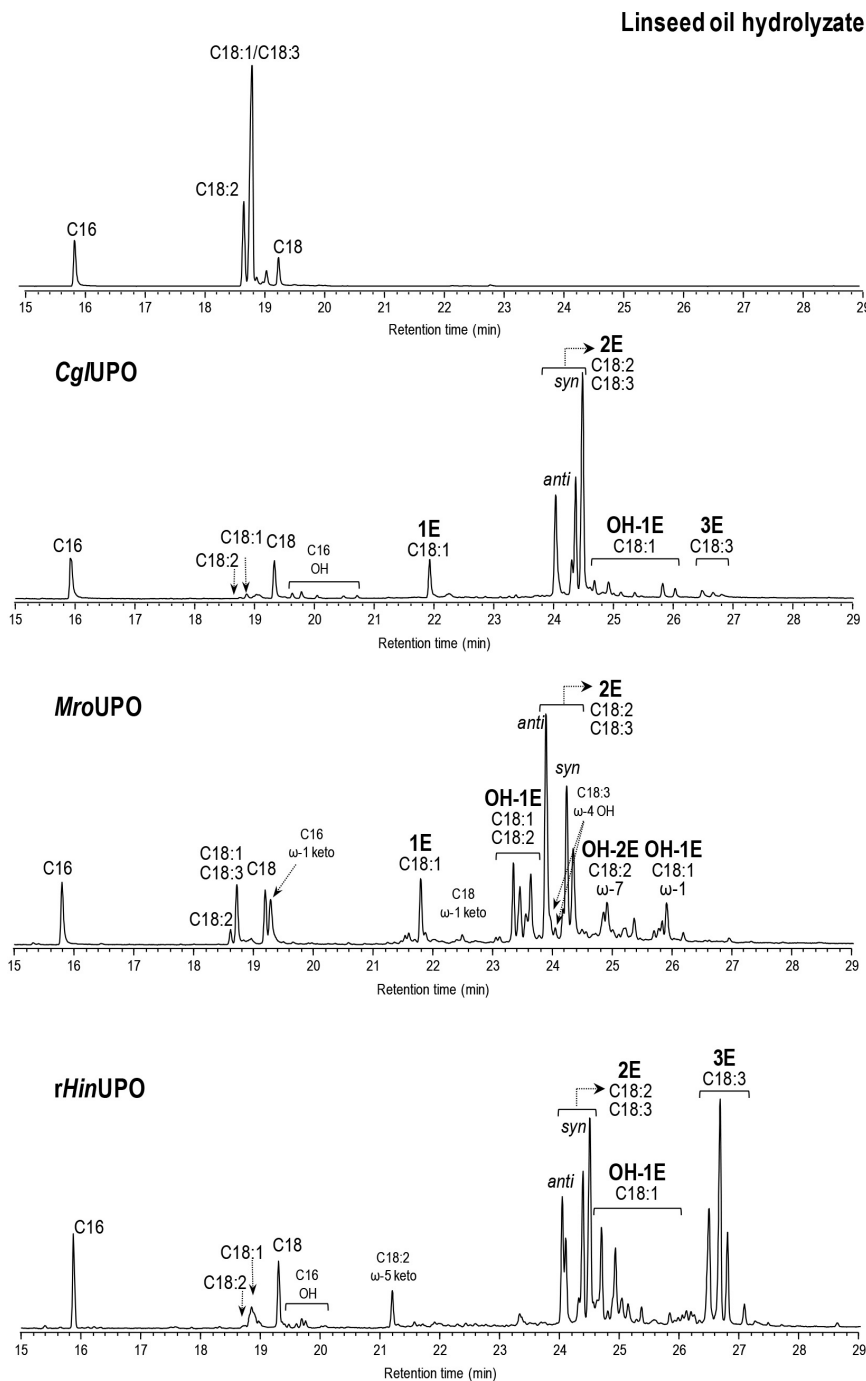 Linseed oil hydrolyzate
C18:1/C18:3
C18:2
C16
C18
15 16 17 18 19 20 21 22 23 24 25 26 27 28 29
Retention time (min)
CglUPO
2E
C18:2
C18:3
syn
anti
OH-1E
C18:1
3E
C18:3
1E
C18:1
C16
C18:2
C18:1
C18
C16
OH
15 16 17 18 19 20 21 22 23 24 25 26 27 28 29
Retention time (min)
MroUPO
2E
C18:2
C18:3
anti
syn
C18:3
ω-4 OH
OH-1E
C18:1
C18:2
OH-2E
C18:2
ω-7
OH-1E
C18:1
ω-1
1E
C18:1
C18
ω-1 keto
C16
ω-1 keto
C16
C18:2
C18:1
C18:3
C18
15 16 17 18 19 20 21 22 23 24 25 26 27 28 29
Retention time (min)
rHinUPO
2E
C18:2
C18:3
3E
C18:3
syn
anti
OH-1E
C18:1
C16
C18:2
C18:1
C18
C16
OH
C18:2
ω-5 keto
15 16 17 18 19 20 21 22 23 24 25 26 27 28 29
Retention time (min)